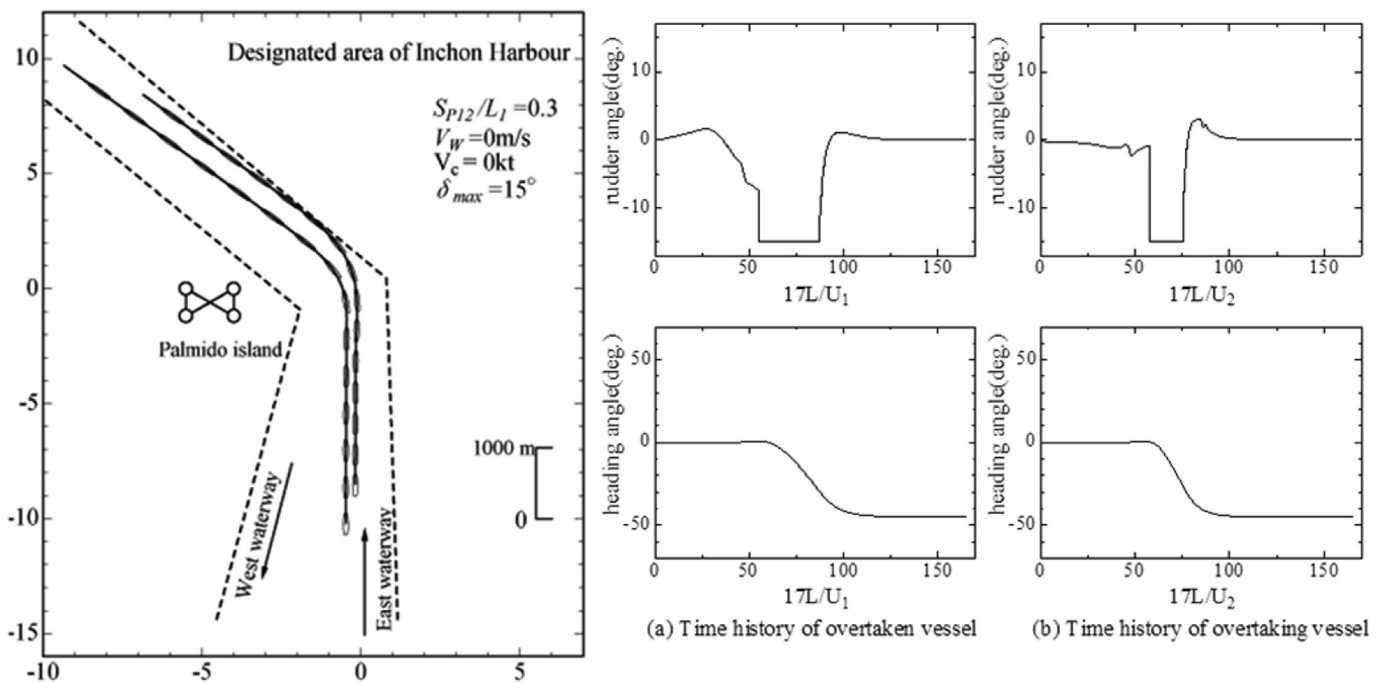 Designated area of Inchon Harbour
S_P12/L_1=0.3
V_W=0m/s
V_c= 0kt
δ_max=15°
10
5
0
-5
-10
-15
-10
-5
0
5
Palmido island
1000 m
0
West waterway
East waterway
rudder angle(deg.)
10
0
-10
0
50
100
150
17L/U_1
heading angle(deg.)
50
0
-50
0
50
100
150
17L/U_1
(a) Time history of overtaken vessel
rudder angle(deg.)
10
0
-10
0
50
100
150
17L/U_2
heading angle(deg.)
50
0
-50
0
50
100
150
17L/U_2
(b) Time history of overtaking vessel